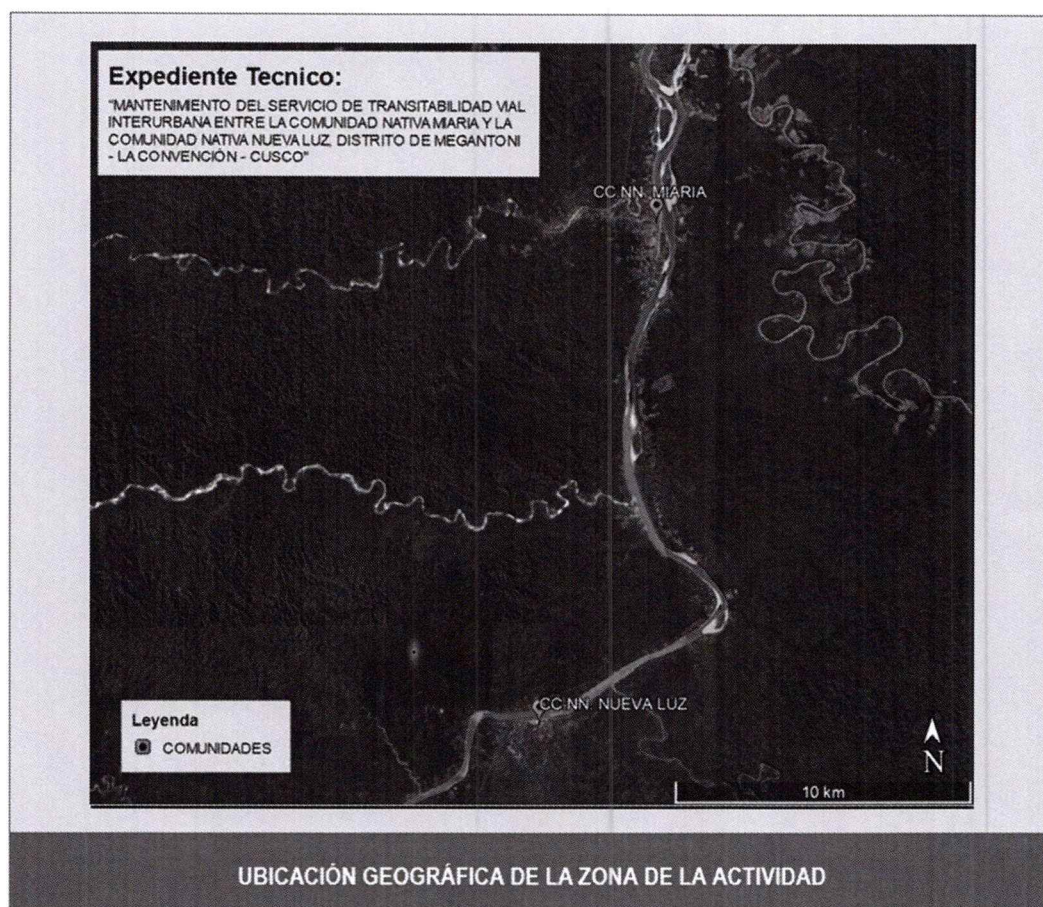 Expediente Tecnico:
"MANTENIMIENTO DEL SERVICIO DE TRANSITABILIDAD VIAL
INTERURBANA ENTRE LA COMUNIDAD NATIVA MIARIA Y LA
COMUNIDAD NATIVA NUEVA LUZ, DISTRITO DE MEGANTONI
- LA CONVENCIÓN - CUSCO"
CC.NN. MIARIA
CC.NN. NUEVA LUZ
Leyenda
COMUNIDADES
N
10 km
UBICACIÓN GEOGRÁFICA DE LA ZONA DE LA ACTIVIDAD